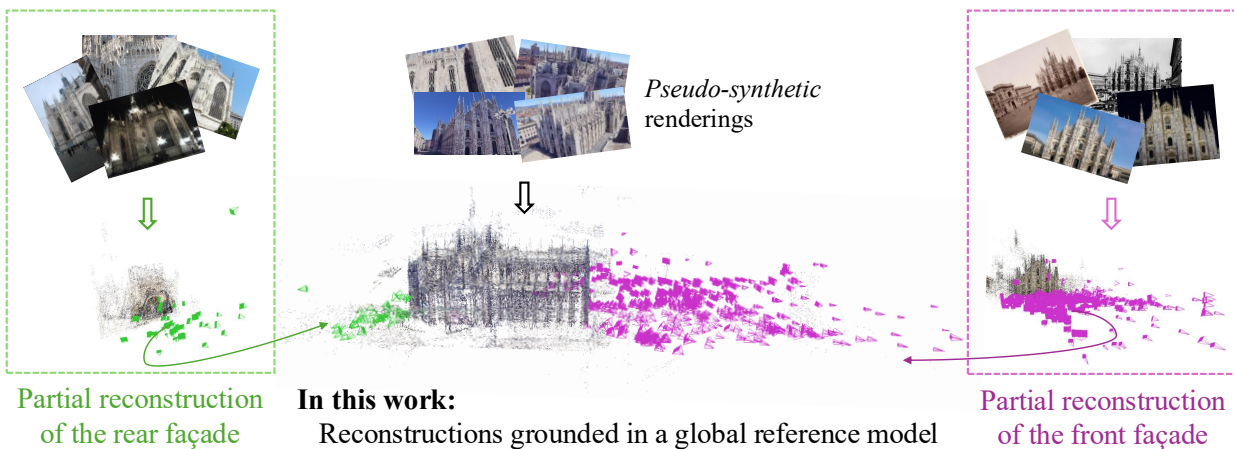 Pseudo-synthetic
renderings
Partial reconstruction
of the rear façade
In this work:
Reconstructions grounded in a global reference model
Partial reconstruction
of the front façade